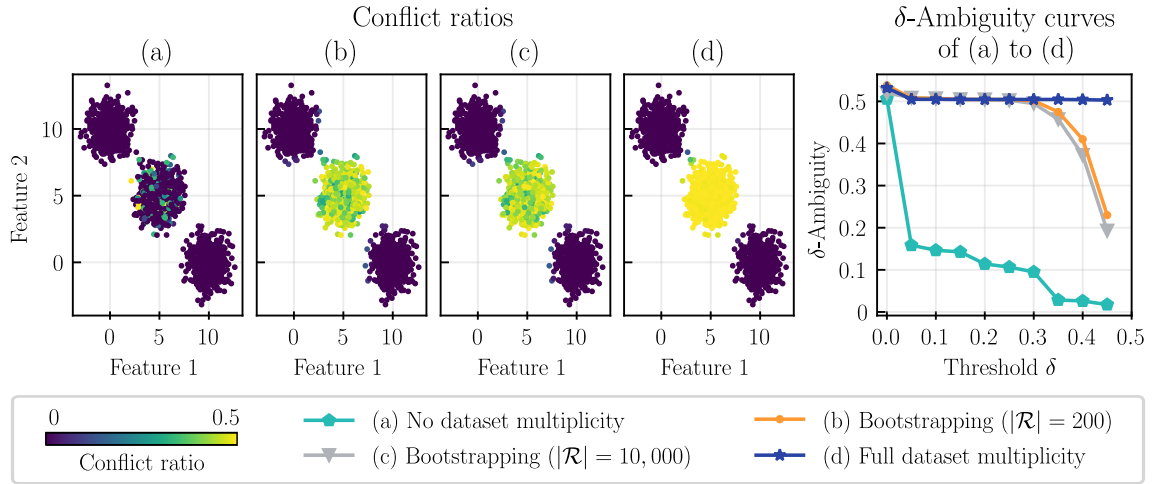 Conflict ratios
δ-Ambiguity curves
of (a) to (d)
(a)
(b)
(c)
(d)
Feature 2
10
5
0
0 5 10
0 5 10
0 5 10
0 5 10
Feature 1
Feature 1
Feature 1
Feature 1
δ-Ambiguity
0.5
0.4
0.3
0.2
0.1
0
0.0 0.1 0.2 0.3 0.4 0.5
Threshold δ
0 0.5
Conflict ratio
(a) No dataset multiplicity
(b) Bootstrapping (|𝓡| = 200)
(c) Bootstrapping (|𝓡| = 10,000)
(d) Full dataset multiplicity